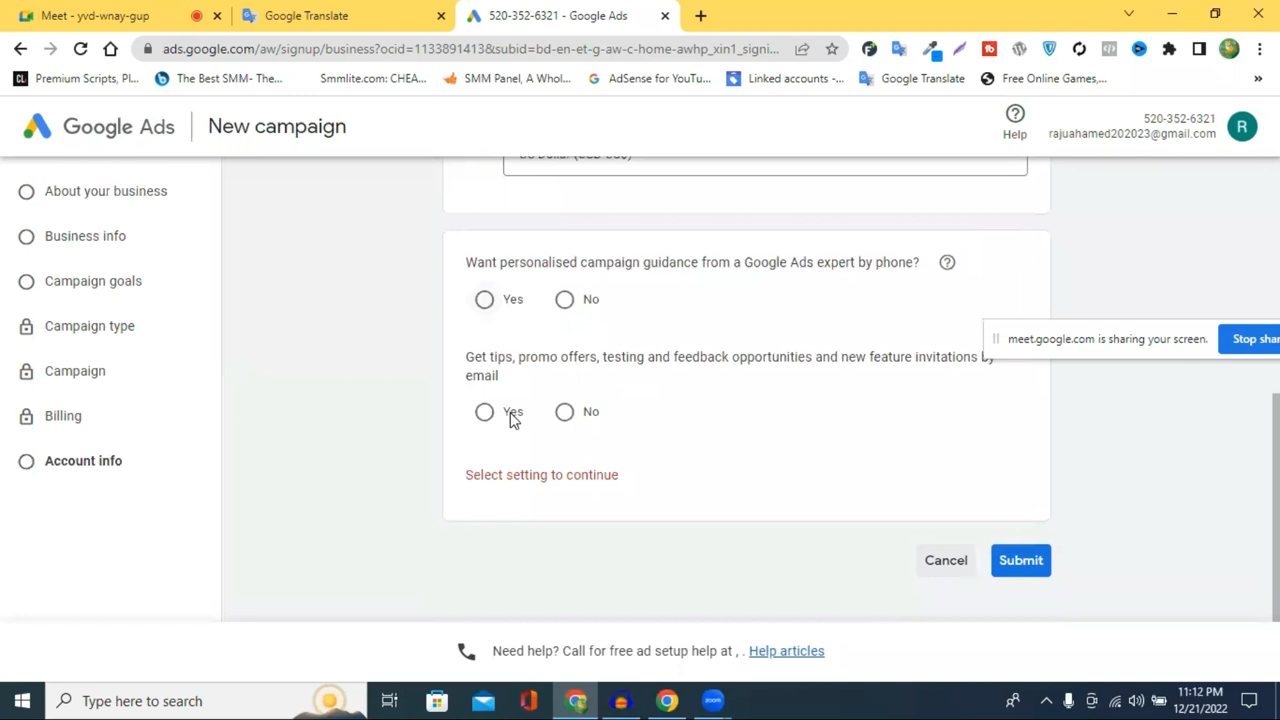 Meet - yvd-wnay-gup
Google Translate
520-352-6321 - Google Ads
ads.google.com/aw/signup/business?ocid=1133891413&subid=bd-en-et-g-aw-c-home-awhp_xin1_signi...
Premium Scripts, Pl...
The Best SMM- The...
Smmlite.com: CHEA...
SMM Panel, A Whol...
AdSense for YouTu...
Linked accounts -...
Google Translate
Free Online Games,...
Google Ads
New campaign
Help
520-352-6321
rajuahamed202023@gmail.com
R
About your business
Business info
Campaign goals
Campaign type
Campaign
Billing
Account info
Want personalised campaign guidance from a Google Ads expert by phone?
Yes No
meet.google.com is sharing your screen.
Stop shar
Get tips, promo offers, testing and feedback opportunities and new feature invitations by
email
Yes No
Select setting to continue
Cancel Submit
Need help? Call for free ad setup help at , . Help articles
Type here to search
zoom
11:12 PM
12/21/2022